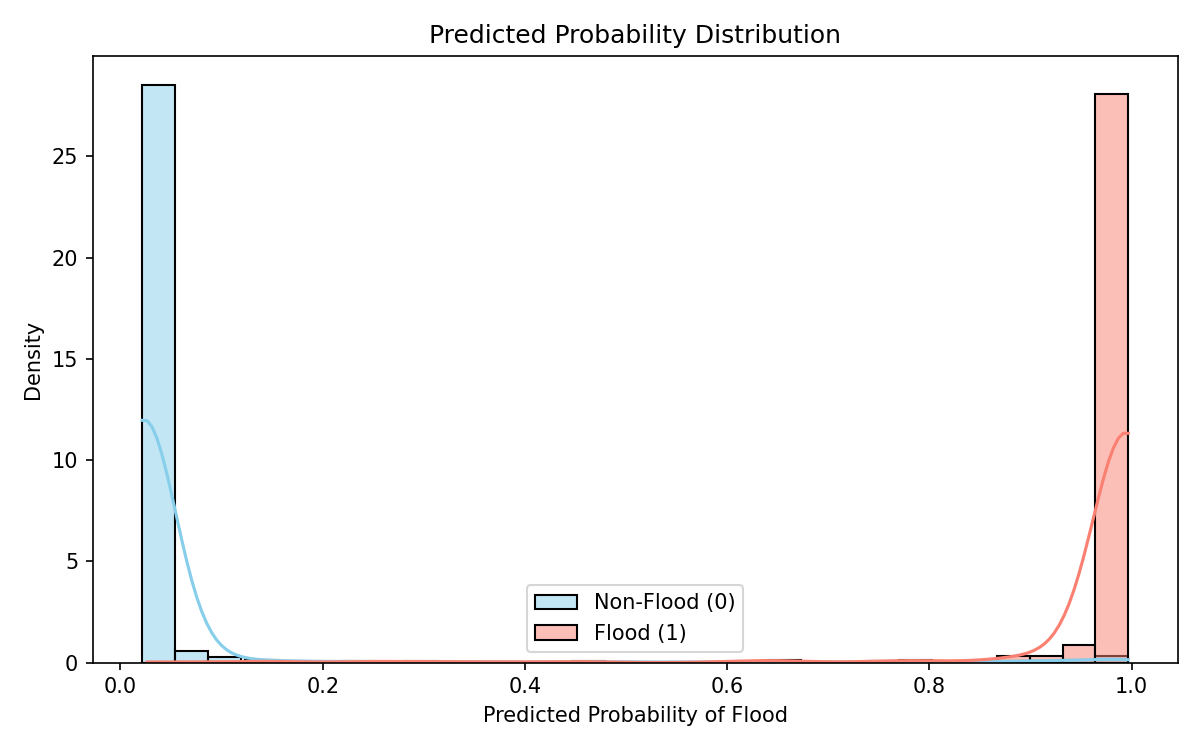 Predicted Probability Distribution
Density
25
20
15
10
5
0
Non-Flood (0)
Flood (1)
0.0 0.2 0.4 0.6 0.8 1.0
Predicted Probability of Flood